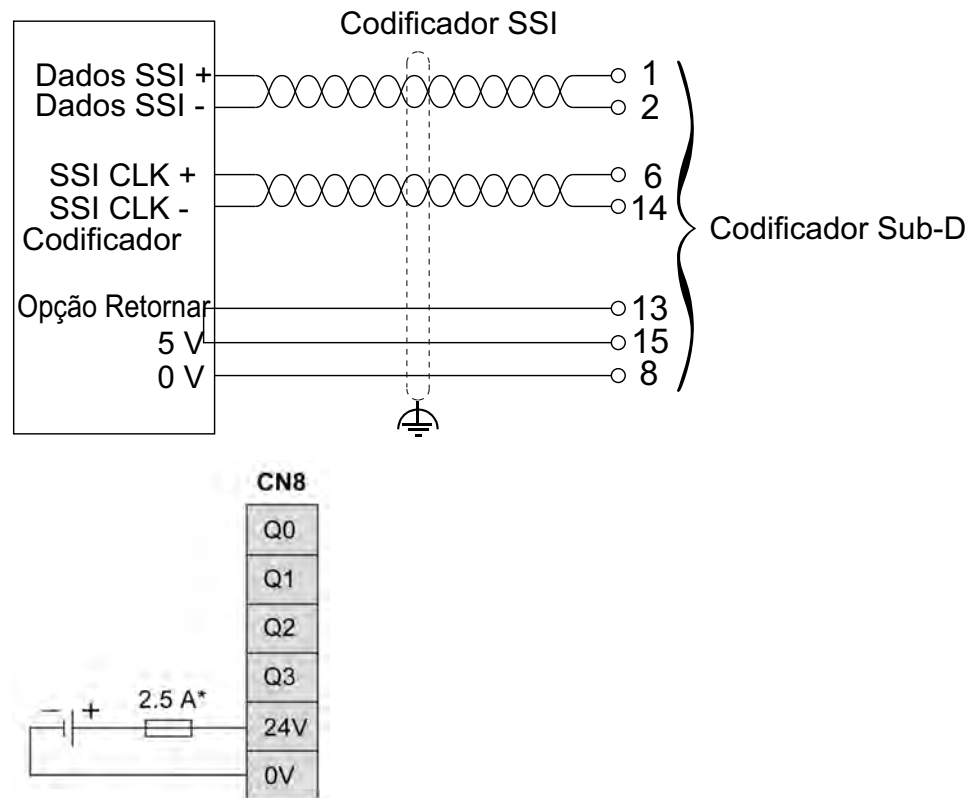 Codificador SSI
Dados SSI +
Dados SSI -
SSI CLK +
SSI CLK -
Codificador
Opção Retornar
5 V
0 V
1
2
6
14
13
15
8
Codificador Sub-D
CN8
Q0
Q1
Q2
Q3
24V
0V
− +
2.5 A*